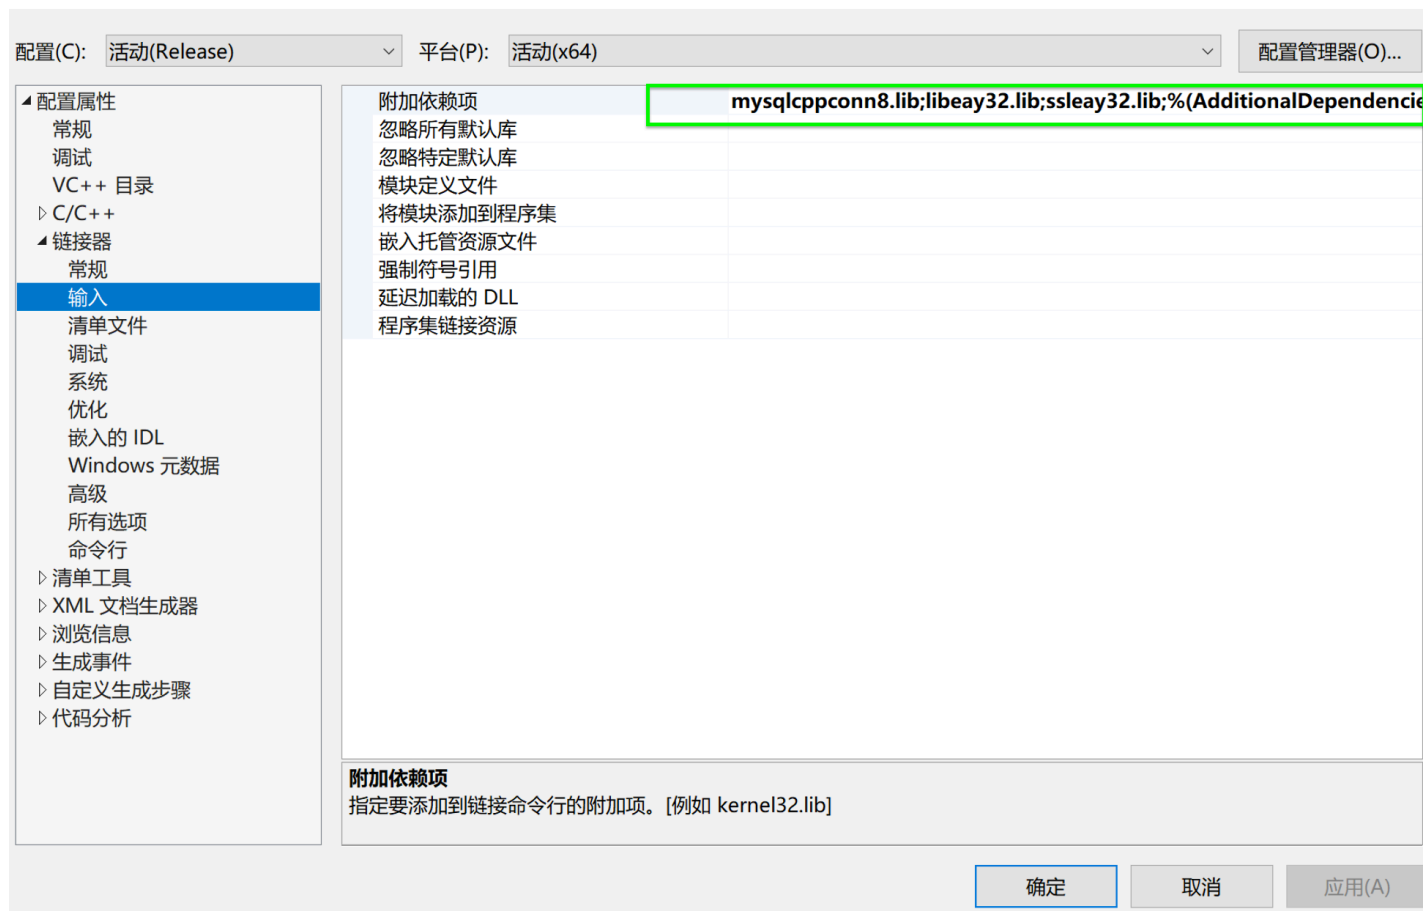 配置(C): 活动(Release) 平台(P): 活动(x64) 配置管理器(O)...
配置属性
常规
调试
VC++ 目录
C/C++
链接器
常规
输入
清单文件
调试
系统
优化
嵌入的 IDL
Windows 元数据
高级
所有选项
命令行
清单工具
XML 文档生成器
浏览信息
生成事件
自定义生成步骤
代码分析
附加依赖项 mysqlcppconn8.lib;libeay32.lib;ssleay32.lib;%(AdditionalDependencie
忽略所有默认库
忽略特定默认库
模块定义文件
将模块添加到程序集
嵌入托管资源文件
强制符号引用
延迟加载的 DLL
程序集链接资源
附加依赖项
指定要添加到链接命令行的附加项。[例如 kernel32.lib]
确定 取消 应用(A)